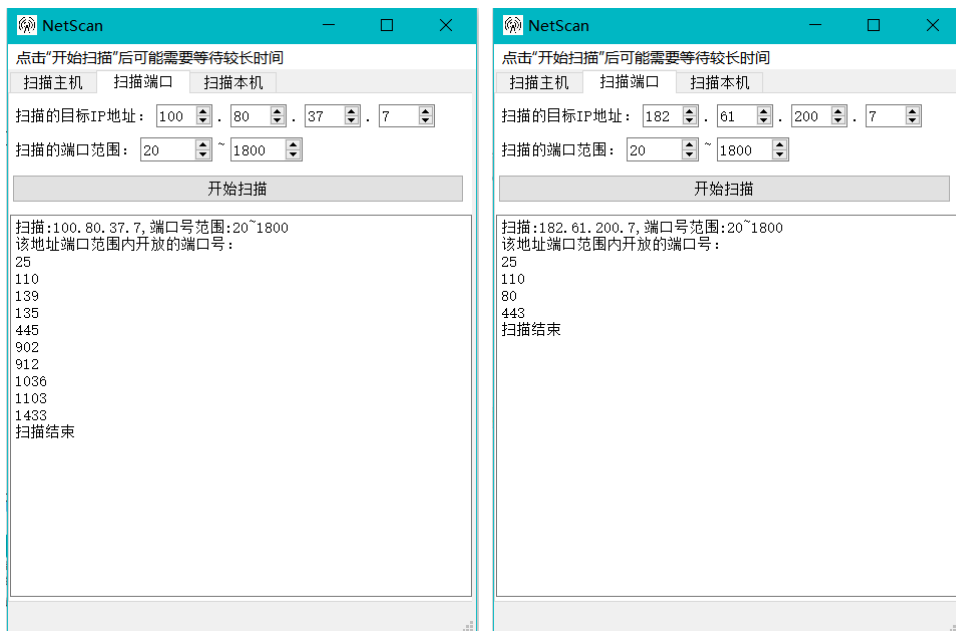 NetScan
点击“开始扫描”后可能需要等待较长时间
扫描主机 扫描端口 扫描本机
扫描的目标IP地址: 100 . 80 . 37 . 7
扫描的端口范围: 20 ~ 1800
开始扫描
扫描:100.80.37.7,端口号范围:20~1800
该地址端口范围内开放的端口号:
25
110
139
135
445
902
912
1036
1103
1433
扫描结束
NetScan
点击“开始扫描”后可能需要等待较长时间
扫描主机 扫描端口 扫描本机
扫描的目标IP地址: 182 . 61 . 200 . 7
扫描的端口范围: 20 ~ 1800
开始扫描
扫描:182.61.200.7,端口号范围:20~1800
该地址端口范围内开放的端口号:
25
110
80
443
扫描结束